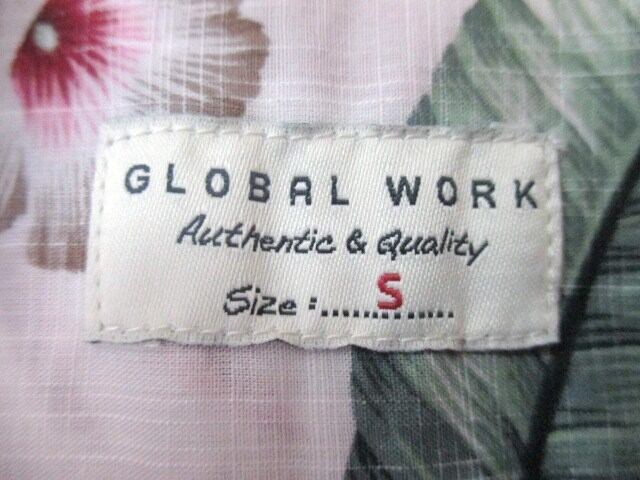 GLOBAL WORK
Authentic & Quality
Size :.....S.......